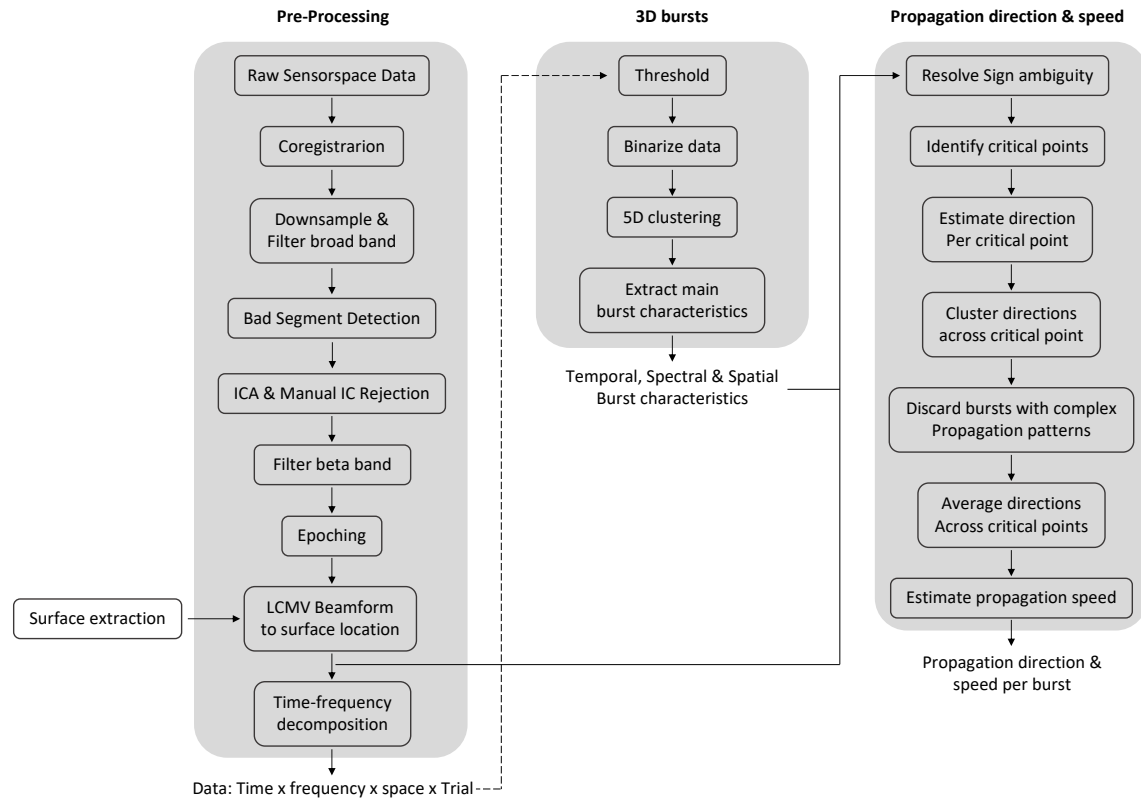 Pre-Processing
Raw Sensorspace Data
Coregistrarion
Downsample &
Filter broad band
Bad Segment Detection
ICA & Manual IC Rejection
Filter beta band
Epoching
Surface extraction
LCMV Beamform
to surface location
Time-frequency
decomposition
Data: Time x frequency x space x Trial
3D bursts
Threshold
Binarize data
5D clustering
Extract main
burst characteristics
Temporal, Spectral & Spatial
Burst characteristics
Propagation direction & speed
Resolve Sign ambiguity
Identify critical points
Estimate direction
Per critical point
Cluster directions
across critical point
Discard bursts with complex
Propagation patterns
Average directions
Across critical points
Estimate propagation speed
Propagation direction &
speed per burst